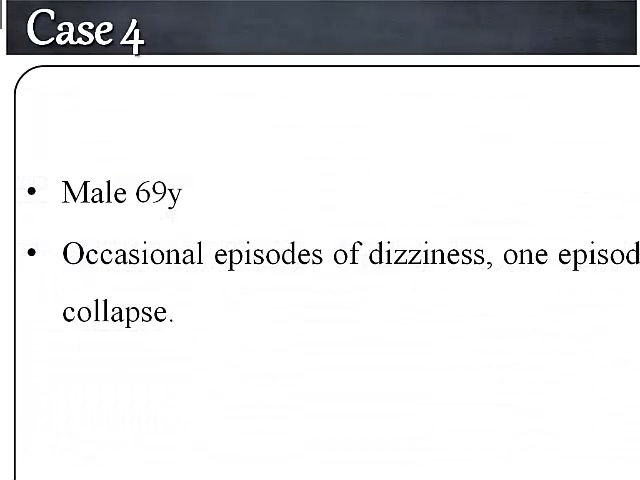 Case 4
• Male 69y
• Occasional episodes of dizziness, one episod
collapse.